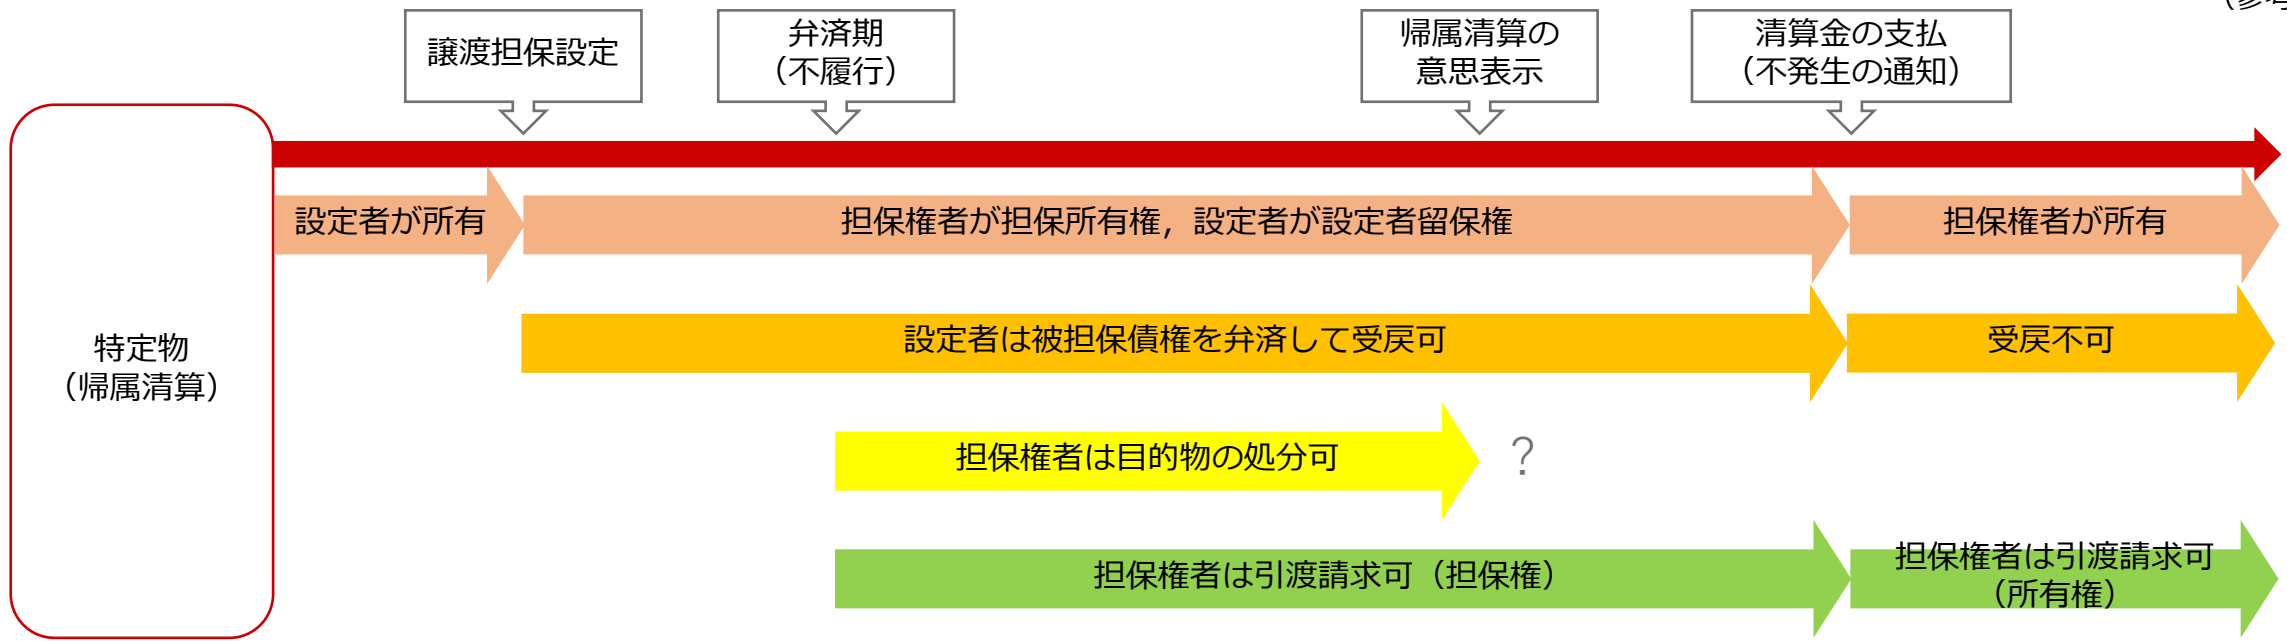 （参考
譲渡担保設定
弁済期
（不履行）
帰属清算の
意思表示
清算金の支払
（不発生の通知）
特定物
（帰属清算）
設定者が所有
担保権者が担保所有権，設定者が設定者留保権
担保権者が所有
設定者は被担保債権を弁済して受戻可
受戻不可
担保権者は目的物の処分可
？
担保権者は引渡請求可（担保権）
担保権者は引渡請求可
（所有権）